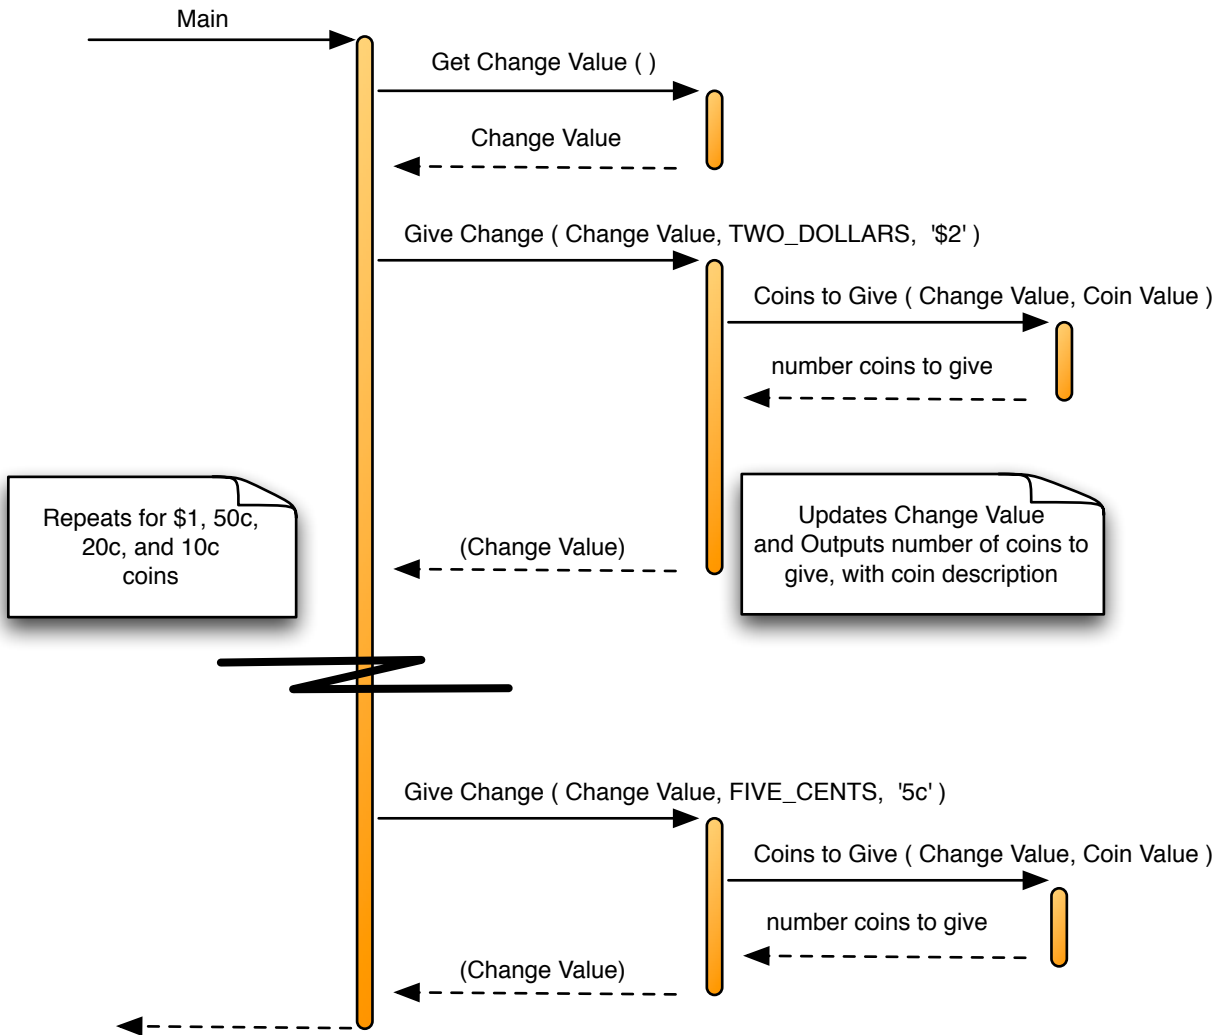 Main
Get Change Value ( )
Change Value
Give Change ( Change Value, TWO_DOLLARS, '$2' )
Coins to Give ( Change Value, Coin Value )
number coins to give
Repeats for $1, 50c,
20c, and 10c
coins
(Change Value)
Updates Change Value
and Outputs number of coins to
give, with coin description
Give Change ( Change Value, FIVE_CENTS, '5c' )
Coins to Give ( Change Value, Coin Value )
number coins to give
(Change Value)